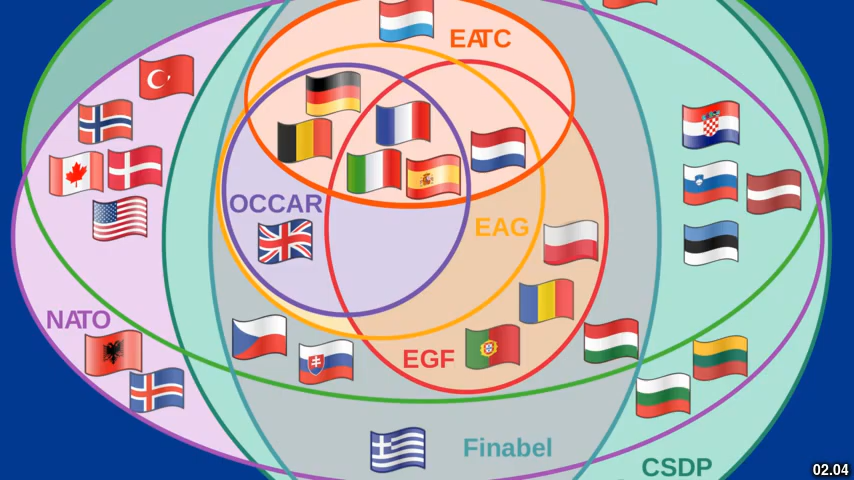 EATC
OCCAR
EAG
NATO
EGF
Finabel
CSDP
02.04